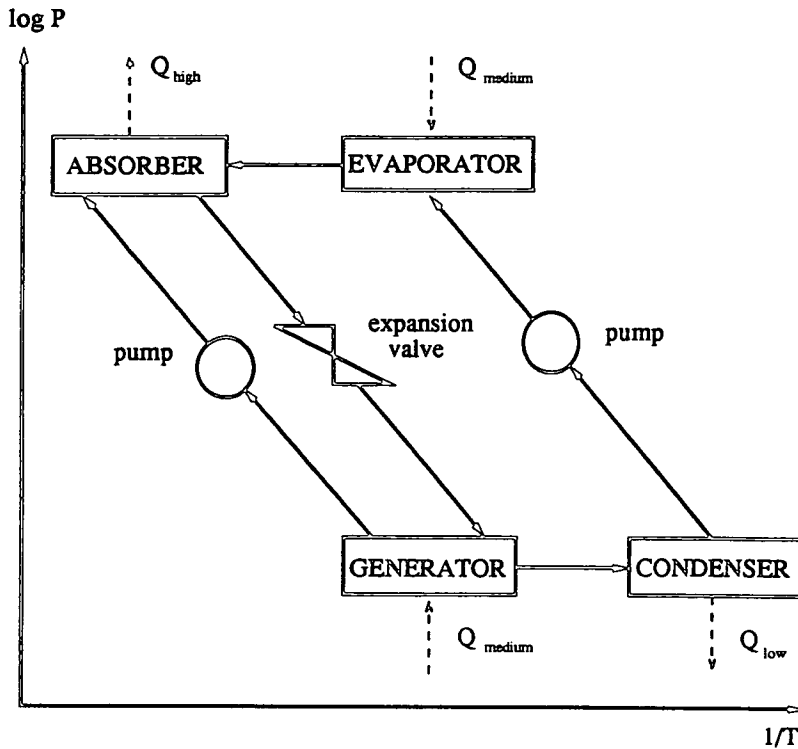 log P
Q high
Q medium
ABSORBER
EVAPORATOR
expansion
valve
pump
pump
GENERATOR
CONDENSER
Q medium
Q low
1/T